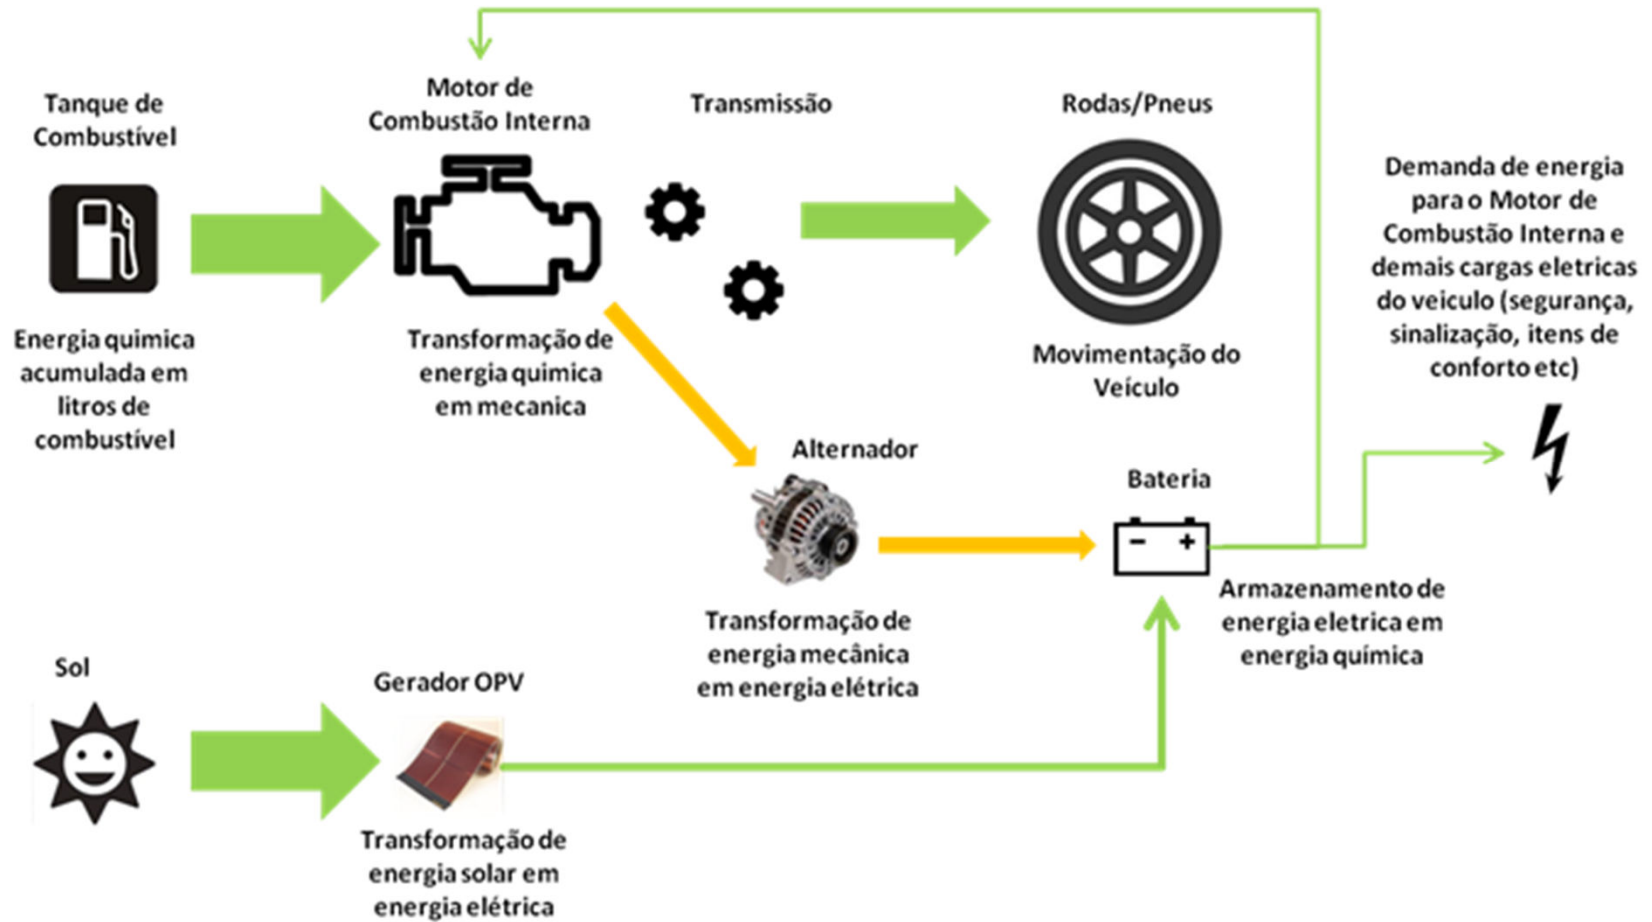 Tanque de
Combustível
Motor de
Combustão Interna
Transmissão
Rodas/Pneus
Demanda de energia
para o Motor de
Combustão Interna e
demais cargas eletricas
do veiculo (segurança,
sinalização, itens de
conforto etc)
Energia quimica
acumulada em
litros de
combustível
Transformação de
energia quimica
em mecanica
Movimentação do
Veículo
Alternador
Bateria
- +
Transformação de
energia mecânica
em energia elétrica
Armazenamento de
energia eletrica em
energia química
Sol
Gerador OPV
Transformação de
energia solar em
energia elétrica